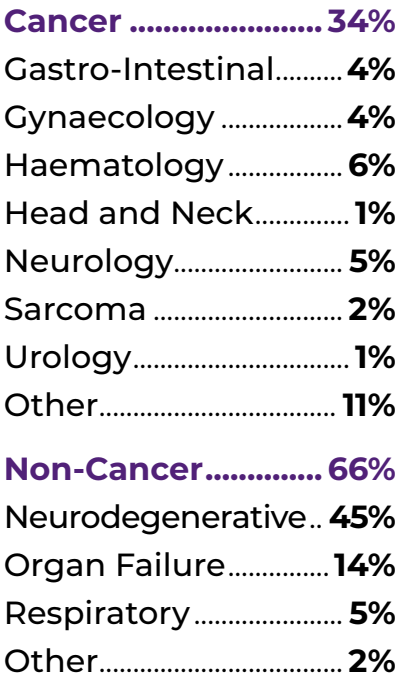 Cancer ....................... 34%
Gastro-Intestinal.......... 4%
Gynaecology .................. 4%
Haematology ................. 6%
Head and Neck.............. 1%
Neurology......................... 5%
Sarcoma ............................ 2%
Urology................................ 1%
Other................................... 11%
Non-Cancer.............. 66%
Neurodegenerative.. 45%
Organ Failure............... 14%
Respiratory ...................... 5%
Other.................................... 2%